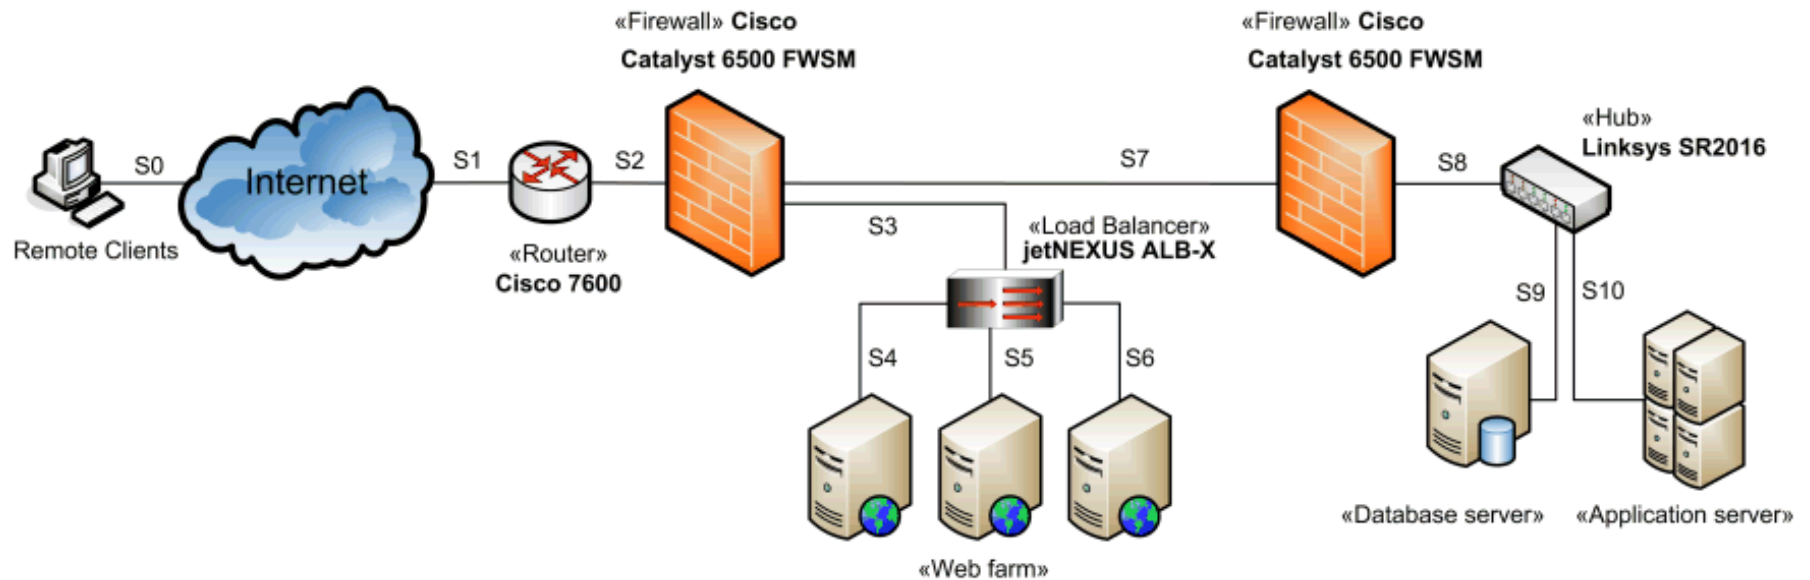 «Firewall» Cisco
Catalyst 6500 FWSM
«Firewall» Cisco
Catalyst 6500 FWSM
«Hub»
Linksys SR2016
S0
Internet
S1
S2
S7
S8
Remote Clients
«Router»
Cisco 7600
S3
«Load Balancer»
jetNEXUS ALB-X
S9
S10
S4
S5
S6
«Database server»
«Application server»
«Web farm»